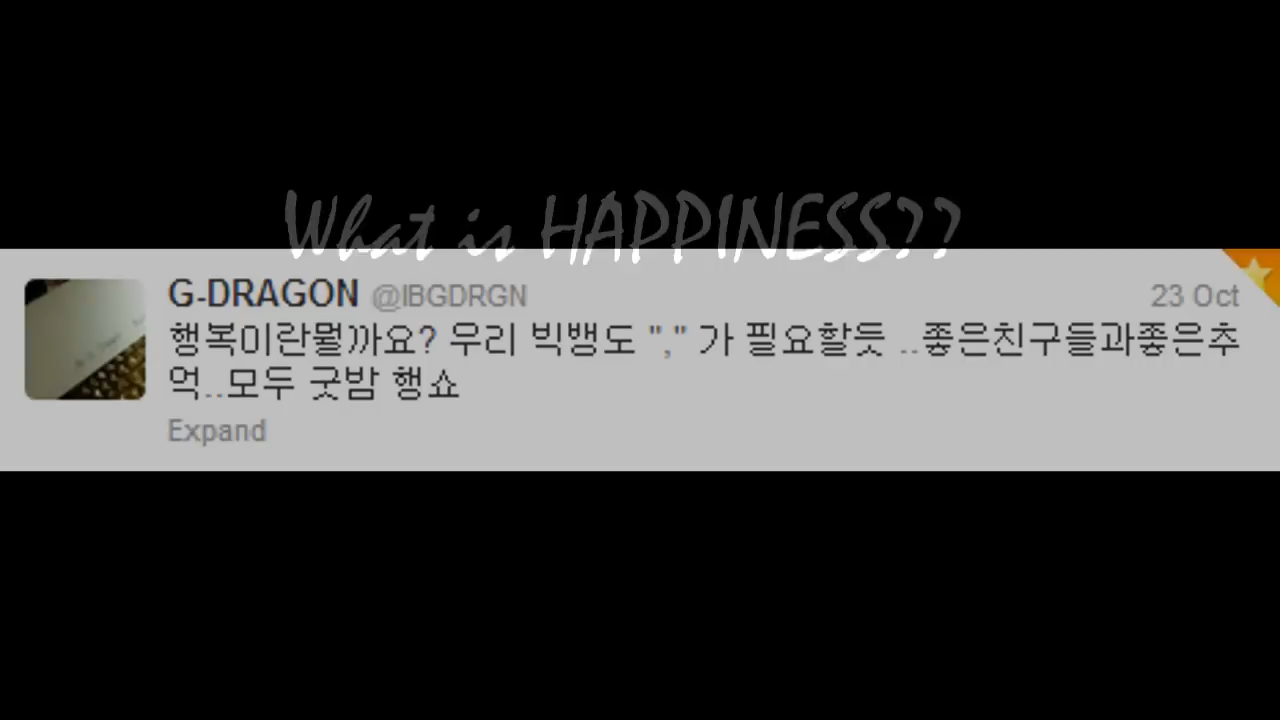 What is HAPPINESS??
G-DRAGON @IBGDRGN 23 Oct
행복이란뭘까요? 우리 빅뱅도 "," 가 필요할듯 ..좋은친구들과좋은추
억..모두 굿밤 행쇼
Expand